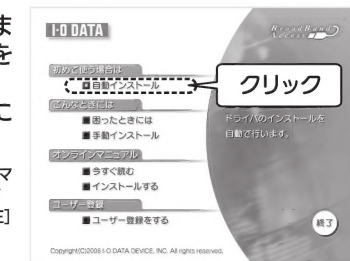 ま
を
に
マ
E]
I-O DATA
BroadBand
Access
初めて使う場合は
自動インストール
クリック
こんなときには
■困ったときには
■手動インストール
ドライバのインストールを
自動で行います。
オンラインマニュアル
■今すぐ読む
■インストールする
ユーザー登録
■ユーザー登録をする
終了
Copyright(C)2008 I-O DATA DEVICE, INC. All rights reserved.